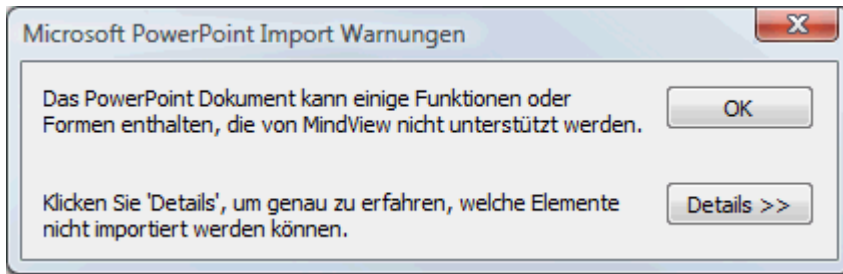 Microsoft PowerPoint Import Warnungen
Das PowerPoint Dokument kann einige Funktionen oder
Formen enthalten, die von MindView nicht unterstützt werden.
OK
Klicken Sie 'Details', um genau zu erfahren, welche Elemente
nicht importiert werden können.
Details >>